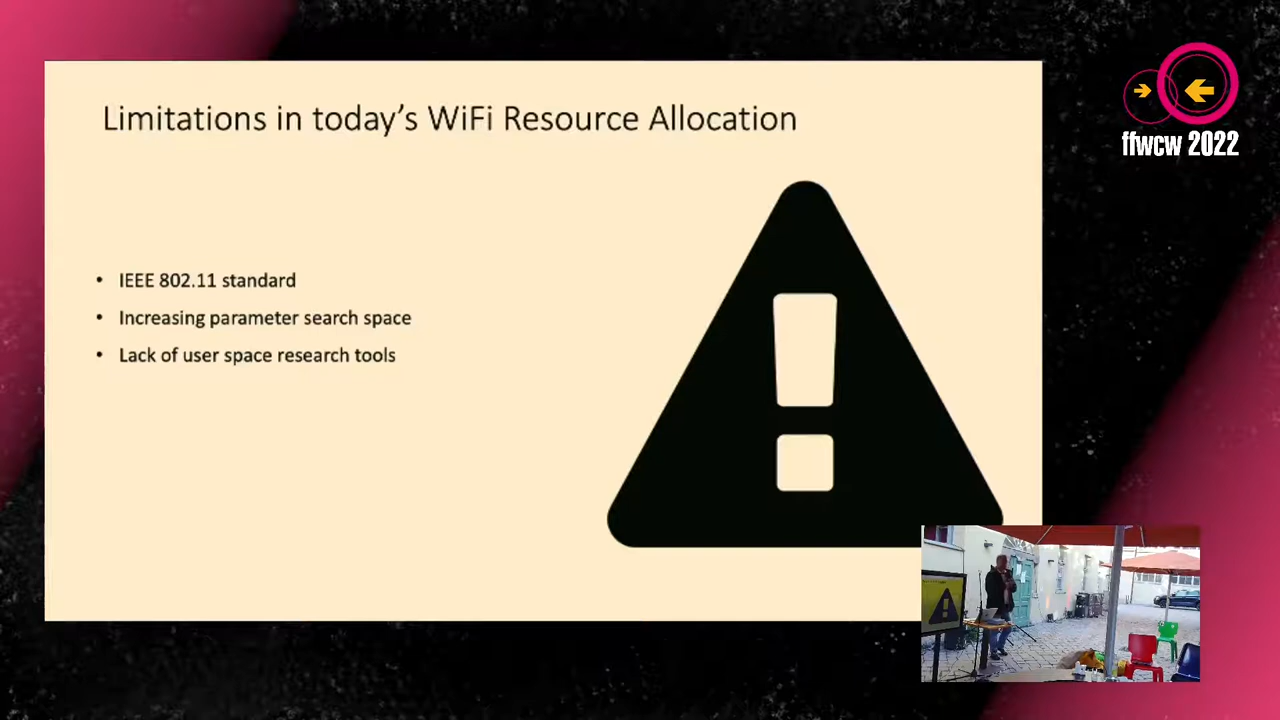 Limitations in today's WiFi Resource Allocation
• IEEE 802.11 standard
• Increasing parameter search space
• Lack of user space research tools
ffwcw 2022